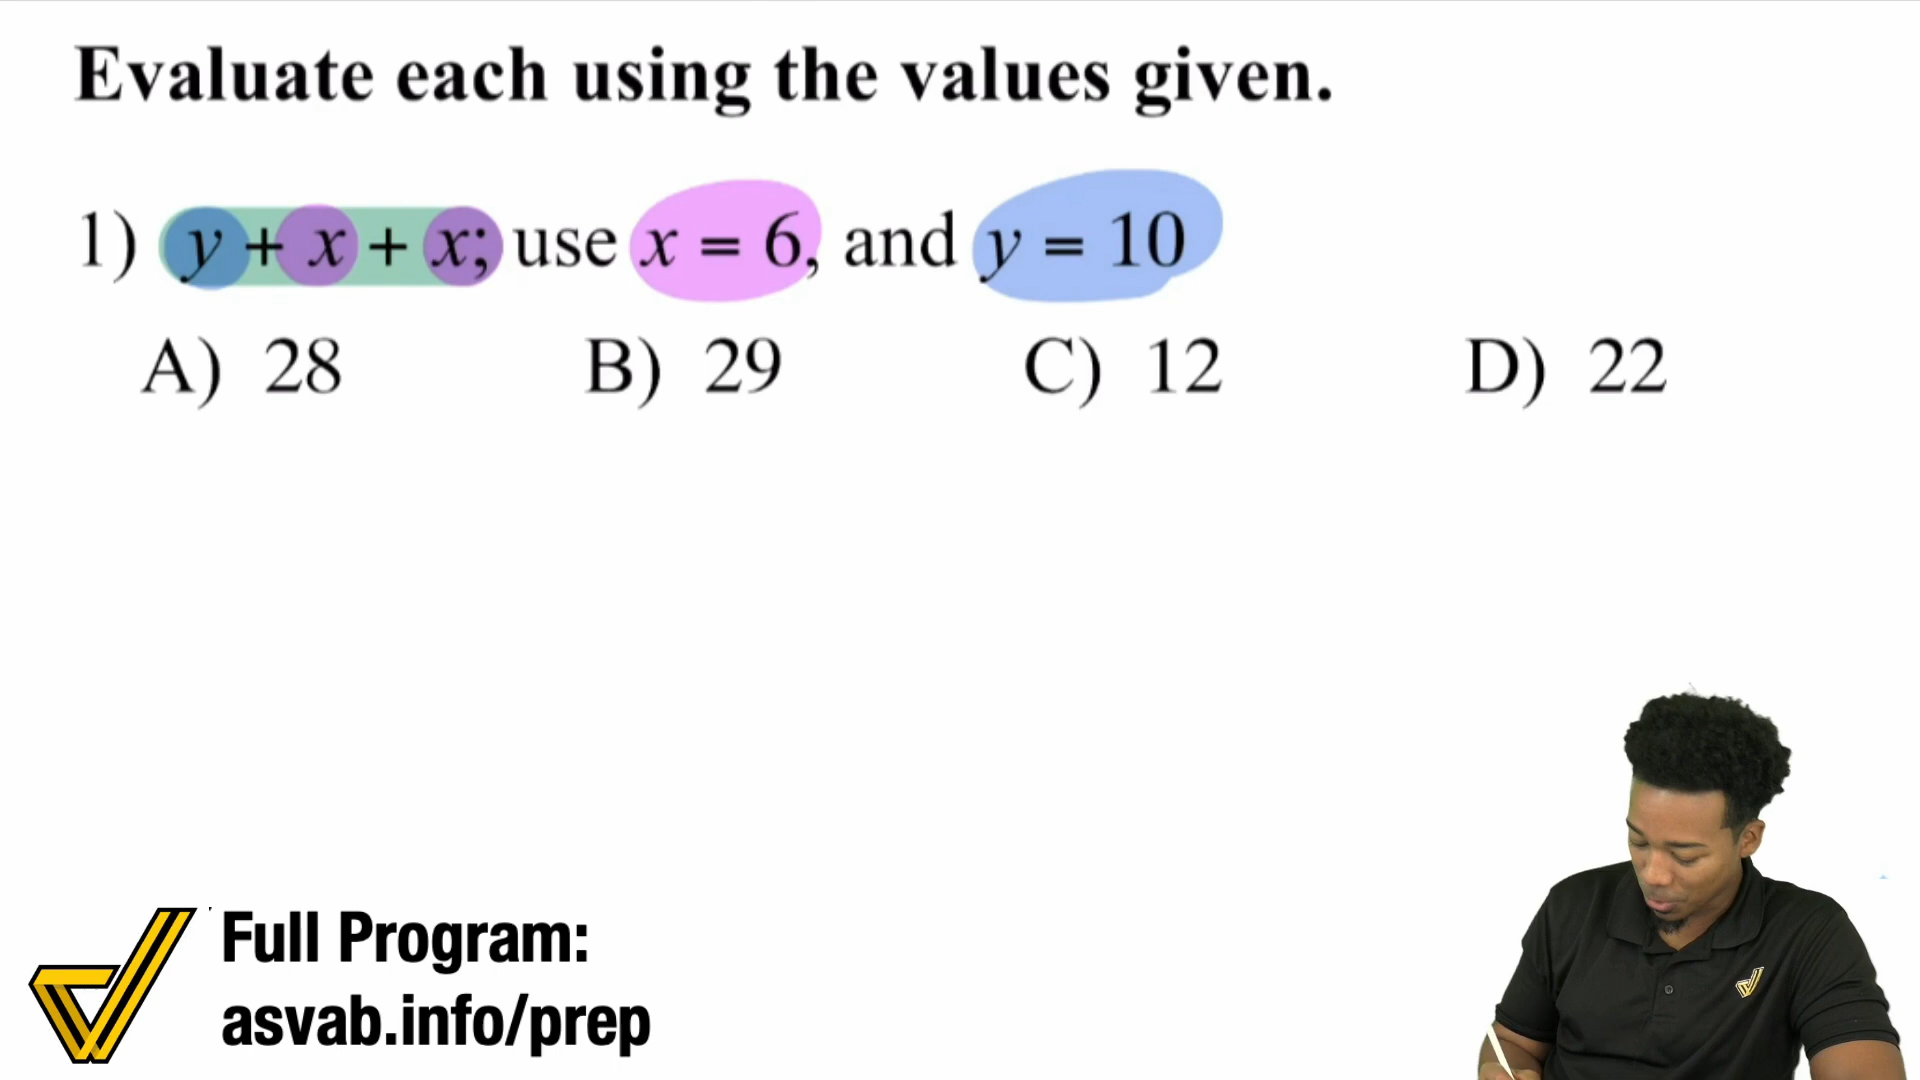 Evaluate each using the values given.
1) y + x + x; use x = 6, and y = 10
A) 28 B) 29 C) 12 D) 22
Full Program:
asvab.info/prep